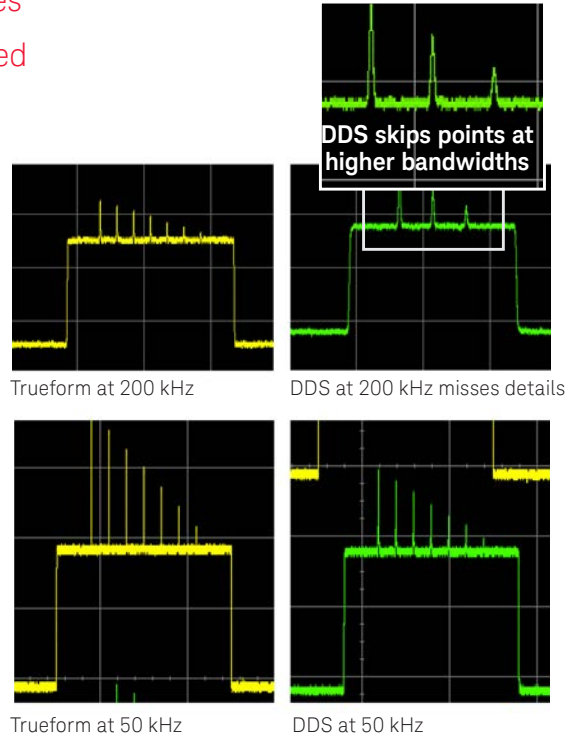 es
ed
DDS skips points at
higher bandwidths
Trueform at 200 kHz
DDS at 200 kHz misses details
Trueform at 50 kHz
DDS at 50 kHz